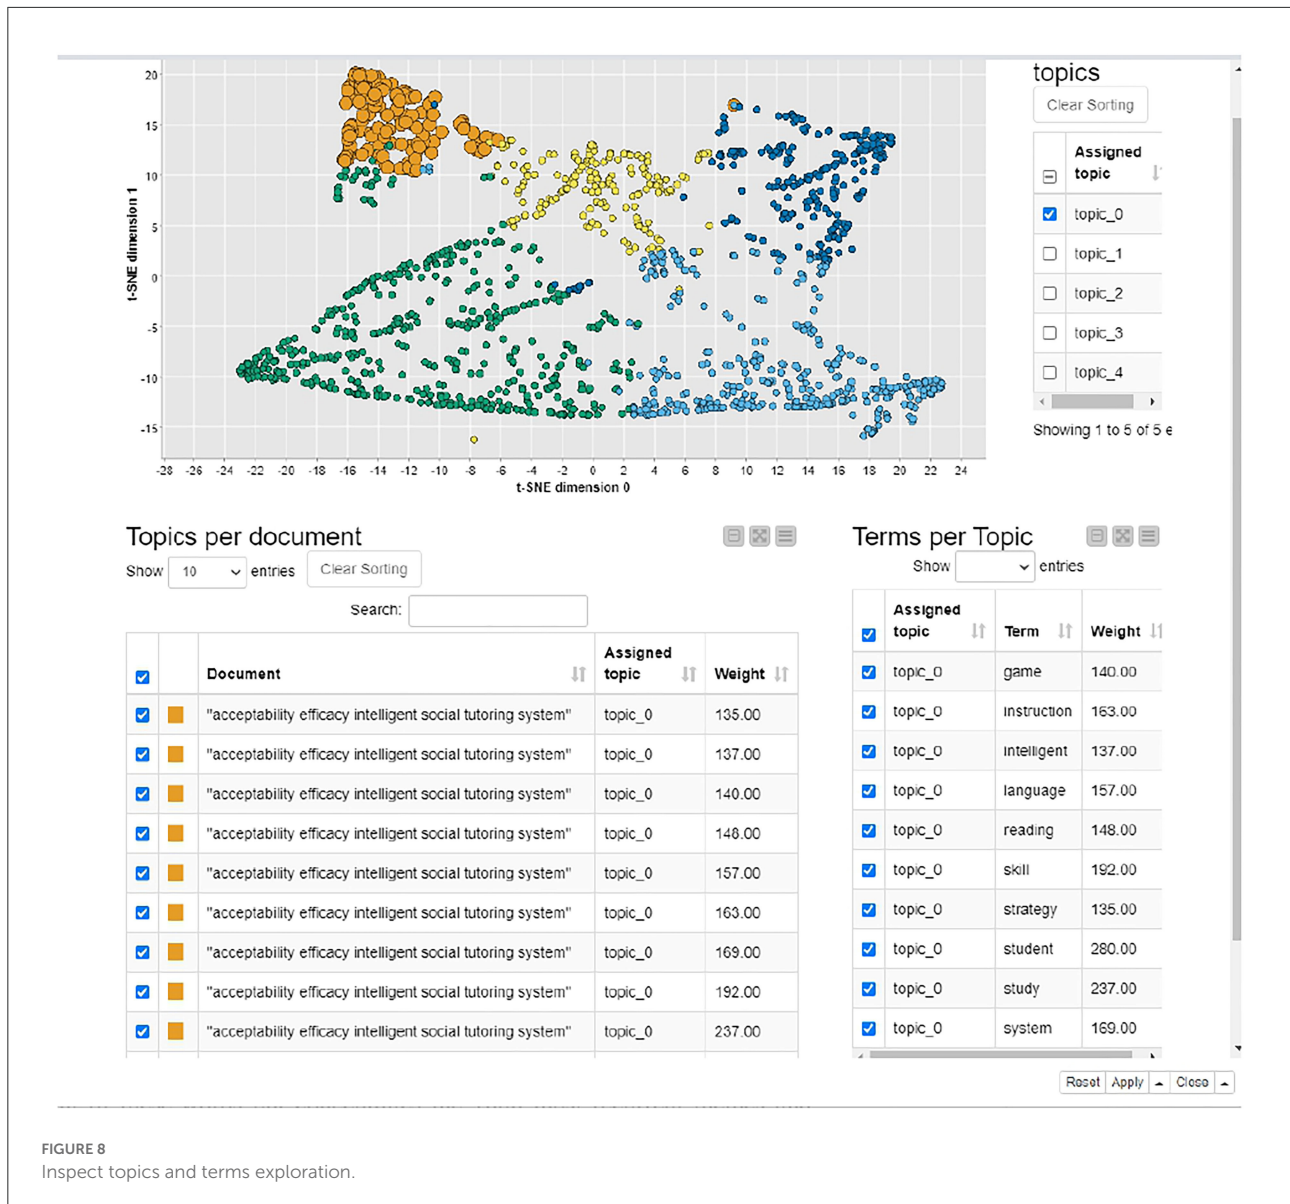 topics
Clear Sorting
Assigned
topic
topic_0
topic_1
topic_2
topic_3
topic_4
Showing 1 to 5 of 5 e
20
15
10
5
0
-5
-10
-15
t-SNE dimension 1
-28 -26 -24 -22 -20 -18 -16 -14 -12 -10 -8 -6 -4 -2 0 2 4 6 8 10 12 14 16 18 20 22 24
t-SNE dimension 0
Topics per document
Show 10 entries Clear Sorting
Search:
Document Assigned topic Weight
"acceptability efficacy intelligent social tutoring system" topic_0 135.00
"acceptability efficacy intelligent social tutoring system" topic_0 137.00
"acceptability efficacy intelligent social tutoring system" topic_0 140.00
"acceptability efficacy intelligent social tutoring system" topic_0 148.00
"acceptability efficacy intelligent social tutoring system" topic_0 157.00
"acceptability efficacy intelligent social tutoring system" topic_0 163.00
"acceptability efficacy intelligent social tutoring system" topic_0 169.00
"acceptability efficacy intelligent social tutoring system" topic_0 192.00
"acceptability efficacy intelligent social tutoring system" topic_0 237.00
Terms per Topic
Show entries
Assigned topic Term Weight
topic_0 game 140.00
topic_0 instruction 163.00
topic_0 intelligent 137.00
topic_0 language 157.00
topic_0 reading 148.00
topic_0 skill 192.00
topic_0 strategy 135.00
topic_0 student 280.00
topic_0 study 237.00
topic_0 system 169.00
Reset Apply Close
FIGURE 8
Inspect topics and terms exploration.